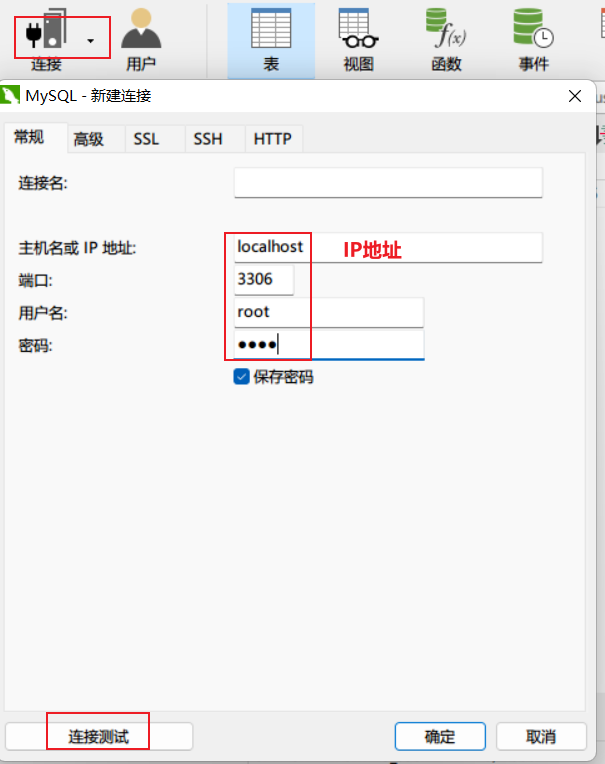 连接 用户 表 视图 函数 事件
MySQL - 新建连接
常规 高级 SSL SSH HTTP
连接名:
主机名或 IP 地址: localhost IP地址
端口: 3306
用户名: root
密码: ●●●●
保存密码
连接测试 确定 取消